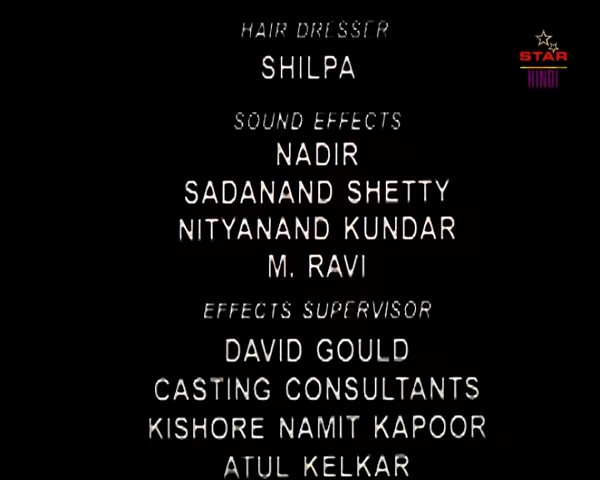 HAIR DRESSER
SHILPA
STAR
HINDI
SOUND EFFECTS
NADIR
SADANAND SHETTY
NITYANAND KUNDAR
M. RAVI
EFFECTS SUPERVISOR
DAVID GOULD
CASTING CONSULTANTS
KISHORE NAMIT KAPOOR
ATUL KELKAR